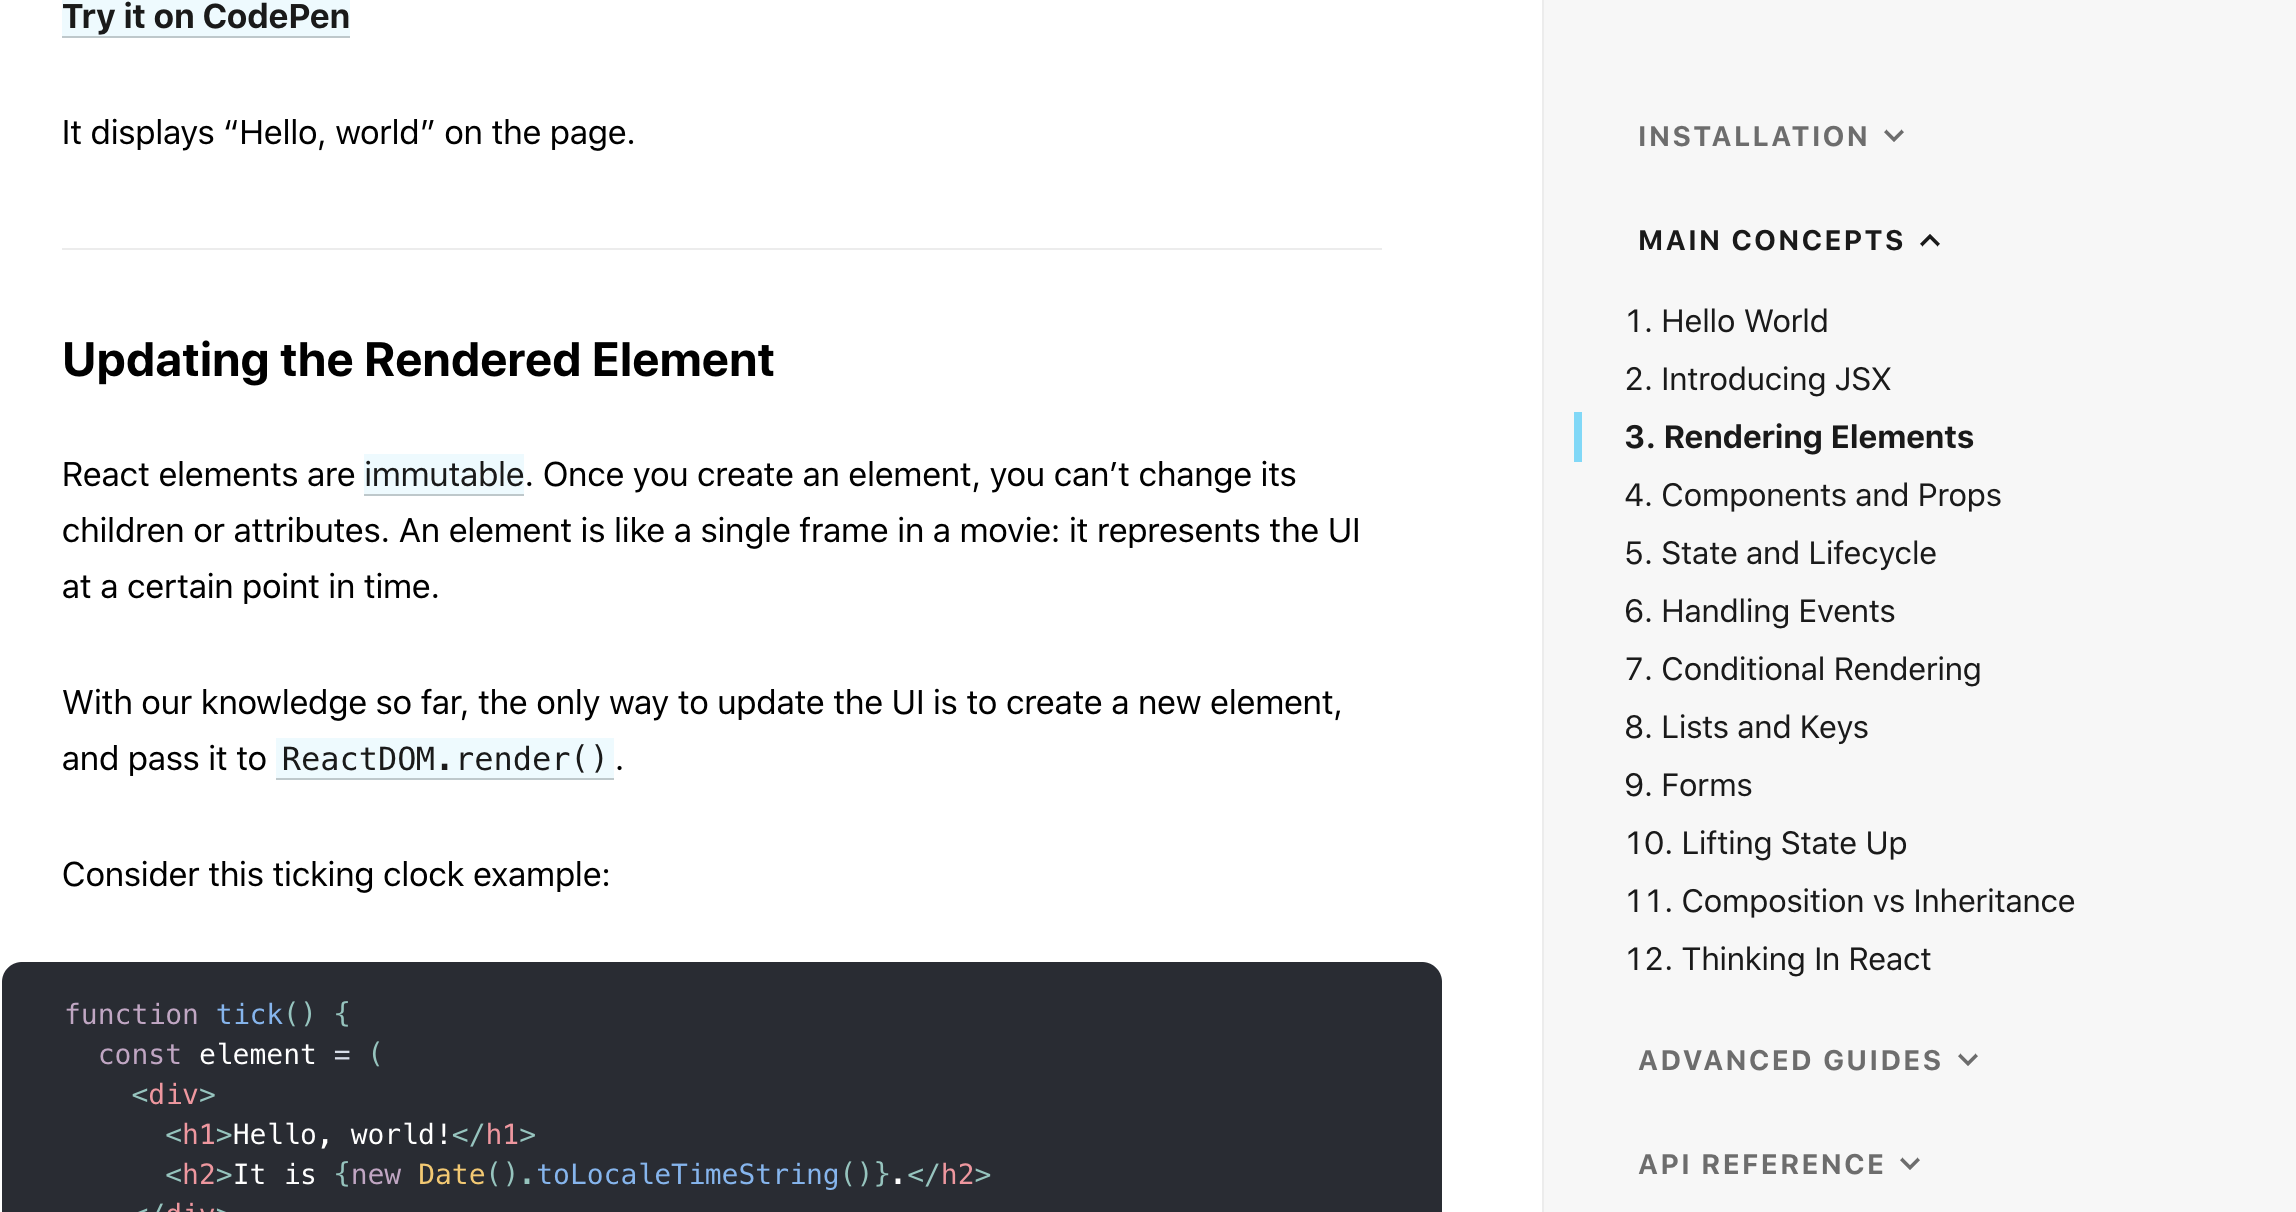 Try it on CodePen
It displays “Hello, world” on the page.
Updating the Rendered Element
React elements are immutable. Once you create an element, you can’t change its
children or attributes. An element is like a single frame in a movie: it represents the UI
at a certain point in time.
With our knowledge so far, the only way to update the UI is to create a new element,
and pass it to ReactDOM.render().
Consider this ticking clock example:
function tick() {
  const element = (
    <div>
      <h1>Hello, world!</h1>
      <h2>It is {new Date().toLocaleTimeString()}.</h2>
    </div>
INSTALLATION
MAIN CONCEPTS
1. Hello World
2. Introducing JSX
3. Rendering Elements
4. Components and Props
5. State and Lifecycle
6. Handling Events
7. Conditional Rendering
8. Lists and Keys
9. Forms
10. Lifting State Up
11. Composition vs Inheritance
12. Thinking In React
ADVANCED GUIDES
API REFERENCE